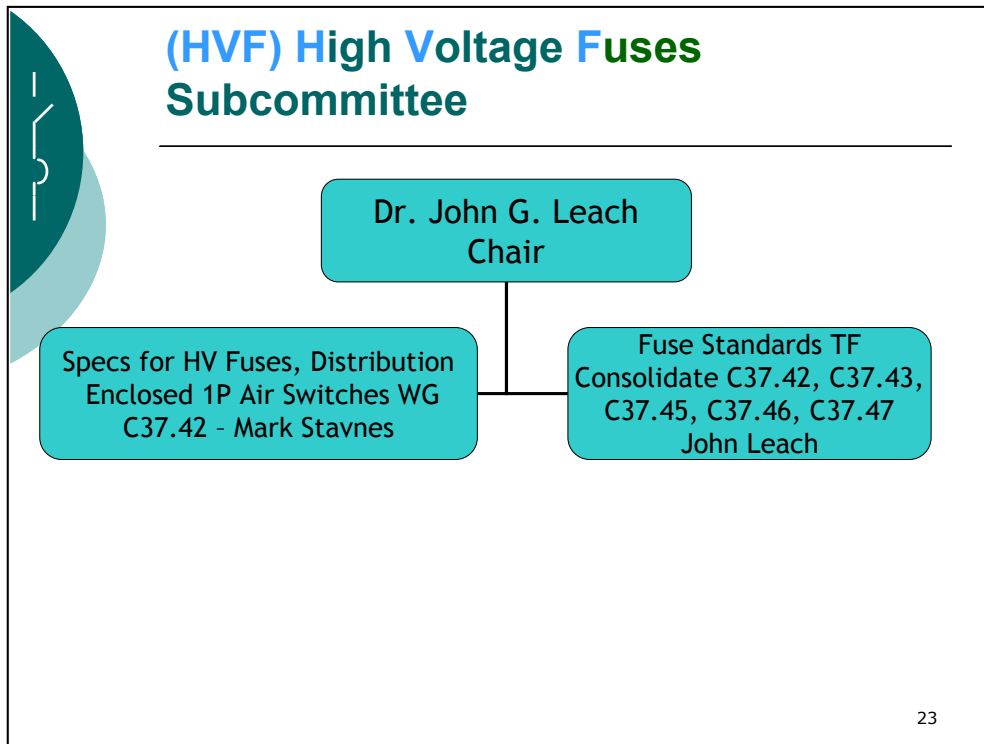 (HVF) High Voltage Fuses
Subcommittee
Dr. John G. Leach
Chair
Specs for HV Fuses, Distribution
Enclosed 1P Air Switches WG
C37.42 – Mark Stavnes
Fuse Standards TF
Consolidate C37.42, C37.43,
C37.45, C37.46, C37.47
John Leach
23